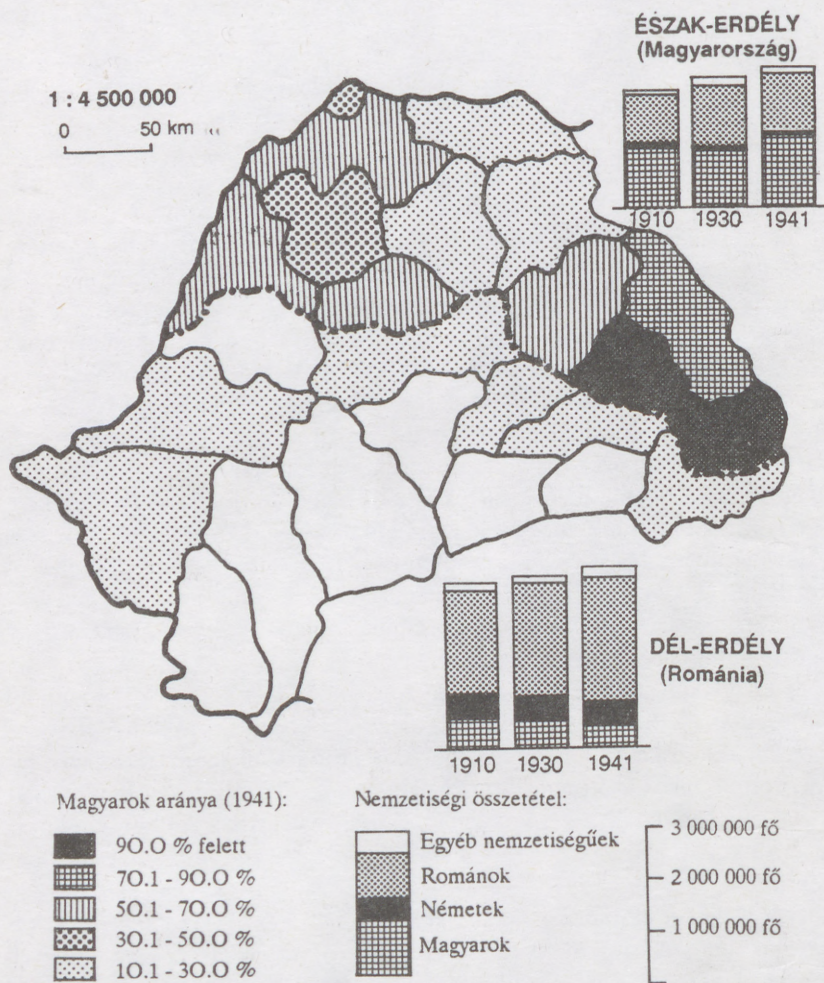 ÉSZAK-ERDÉLY
(Magyarország)
1 : 4 500 000
0 50 km
1910 1930 1941
DÉL-ERDÉLY
(Románia)
1910 1930 1941
Magyarok aránya (1941):
90.0 % felett
70.1 - 90.0 %
50.1 - 70.0 %
30.1 - 50.0 %
10.1 - 30.0 %
Nemzetiségi összetétel:
Egyéb nemzetiségűek
Románok
Németek
Magyarok
3 000 000 fő
2 000 000 fő
1 000 000 fő